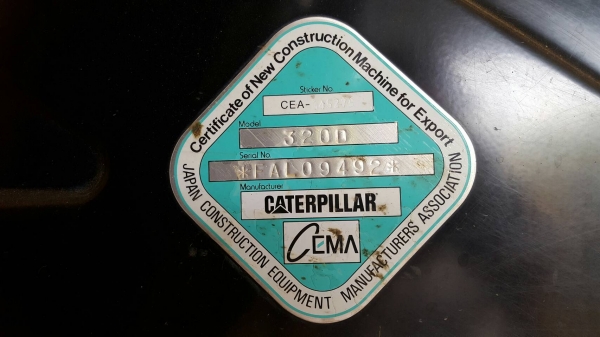 Certificate of New Construction Machine for Export
Sticker No.
CEA-
Model
320D
Serial No.
*FAL09492*
Manufacturer
CATERPILLAR
CEMA
JAPAN CONSTRUCTION EQUIPMENT MANUFACTURERS' ASSOCIATION